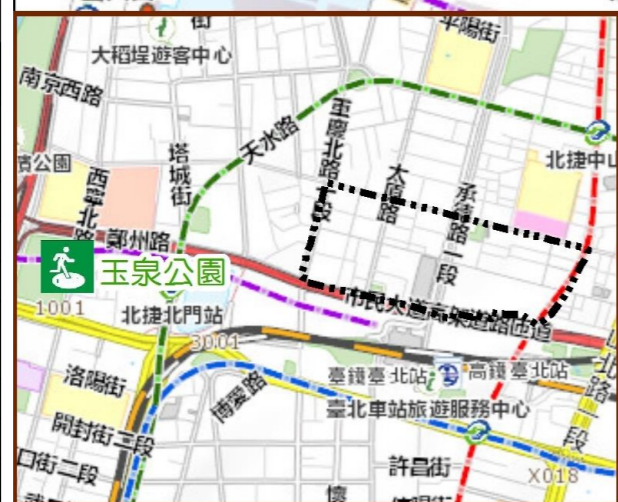 街
平陽街
大稻埕遊客中心
南京西路
重慶北路一段
天水路
塔城街
北捷中山
濱公園
太原路
西寧北路
承德路一段
鄭州路
玉泉公園
市民大道高架道路匝道
1001
北捷北門站
3001
臺鐵臺北站
高鐵臺北站
洛陽街
博愛路
臺北車站旅遊服務中心
開封街二段
口街二段
許昌街
X018
懷